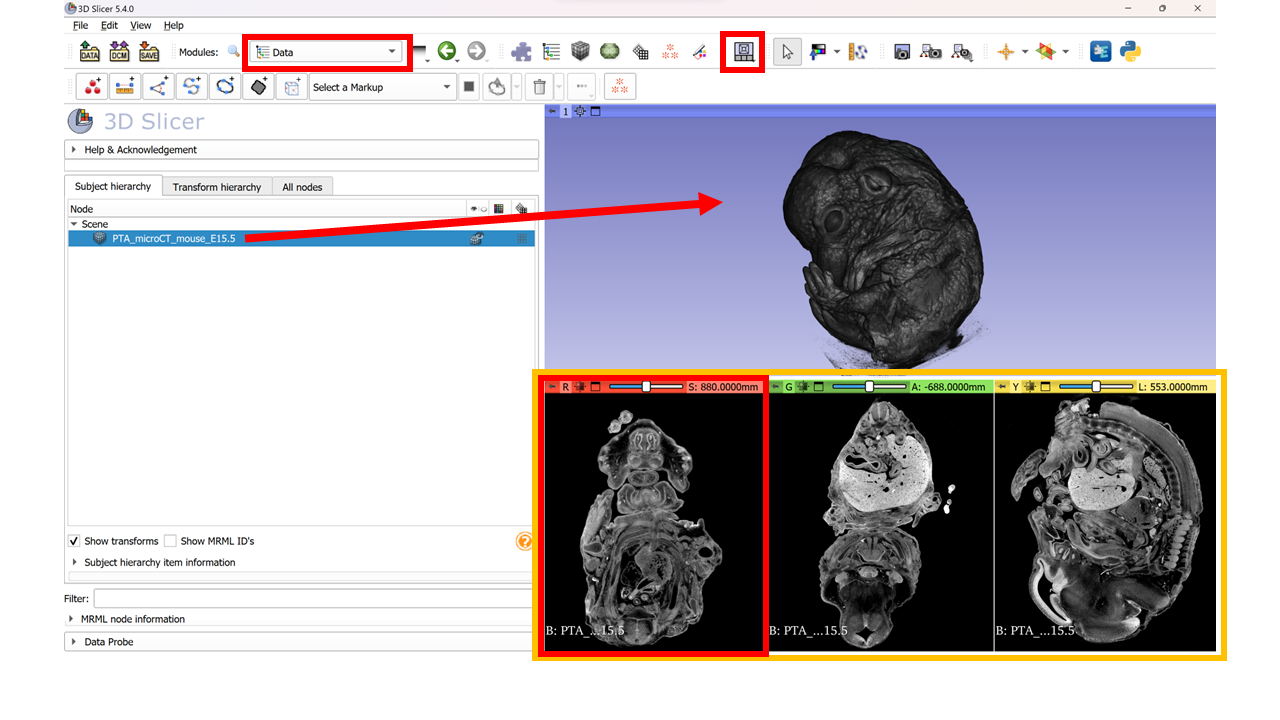 3D Slicer 5.4.0
File Edit View Help
DATA DCM SAVE Modules: Data
Select a Markup
3D Slicer
1
Help & Acknowledgement
Subject hierarchy Transform hierarchy All nodes
Node
Scene
PTA_microCT_mouse_E15.5
R S: 880.0000mm G A: -688.0000mm Y L: 553.0000mm
B: PTA_...15.5 B: PTA_...15.5 B: PTA_...15.5
Show transforms Show MRML ID's ?
Subject hierarchy item information
Filter:
MRML node information
Data Probe